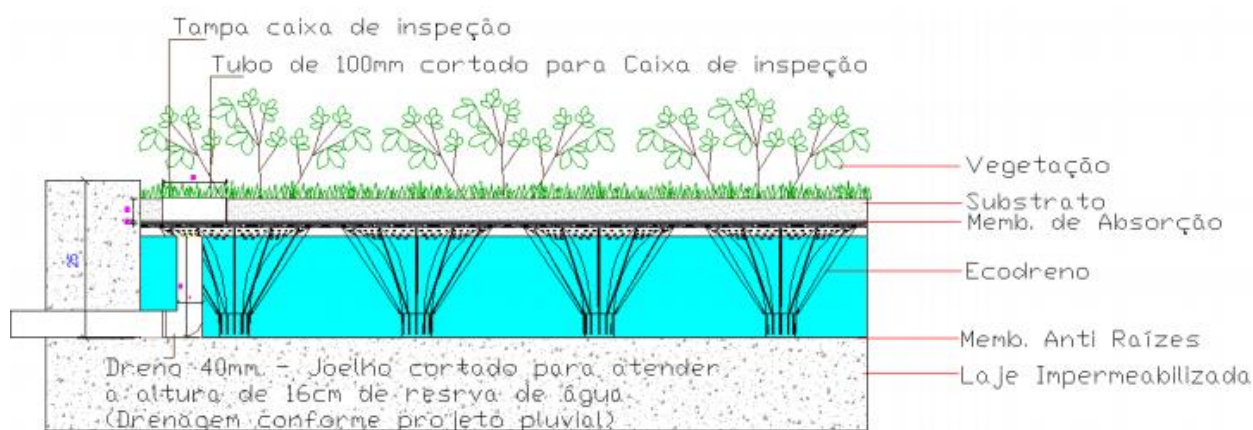 Tampa caixa de inspeção
Tubo de 100mm cortado para Caixa de inspeção
Vegetação
Substrato
Memb. de Absorção
Ecodreno
25
Memb. Anti Raízes
Laje Impermeabilizada
Dreno 40mm - Joelho cortado para atender
a altura de 16cm de resrva de água
(Drenagem conforme projeto pluvial)